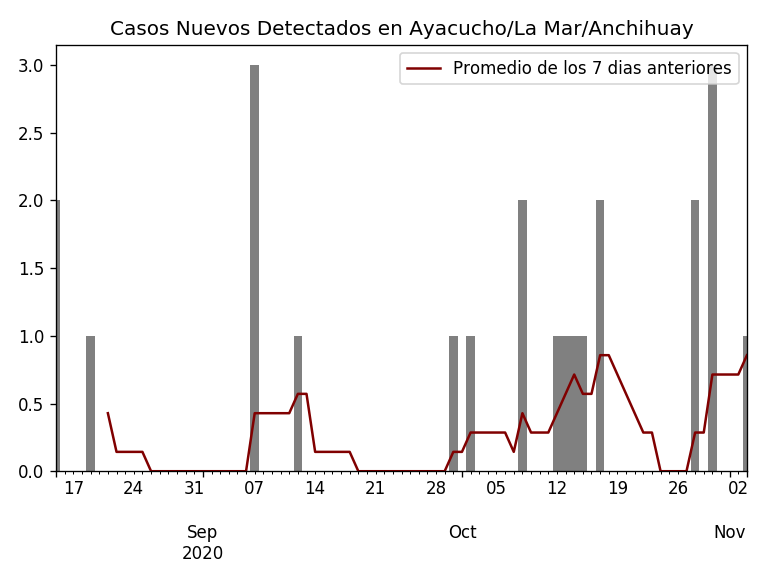 Casos Nuevos Detectados en Ayacucho/La Mar/Anchihuay
Promedio de los 7 dias anteriores
3.0
2.5
2.0
1.5
1.0
0.5
0.0
17 24 31 07 14 21 28 05 12 19 26 02
Sep Oct Nov
2020